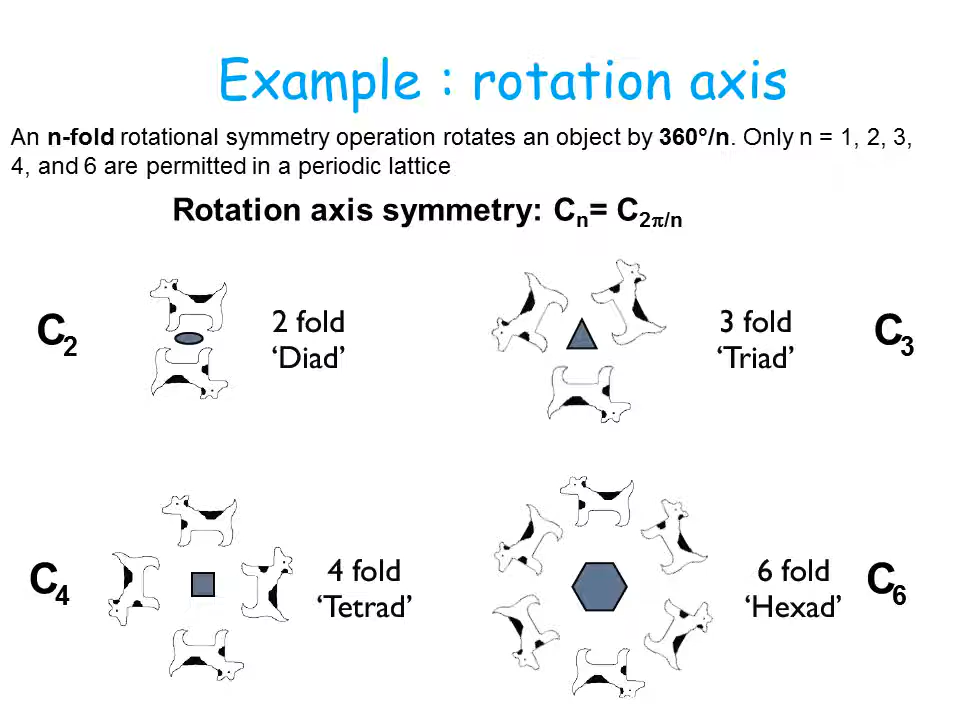 Example : rotation axis
An n-fold rotational symmetry operation rotates an object by 360°/n. Only n = 1, 2, 3,
4, and 6 are permitted in a periodic lattice
Rotation axis symmetry: Cn= C2π/n
C2
2 fold
‘Diad’
3 fold
‘Triad’
C3
C4
4 fold
‘Tetrad’
6 fold
‘Hexad’
C6